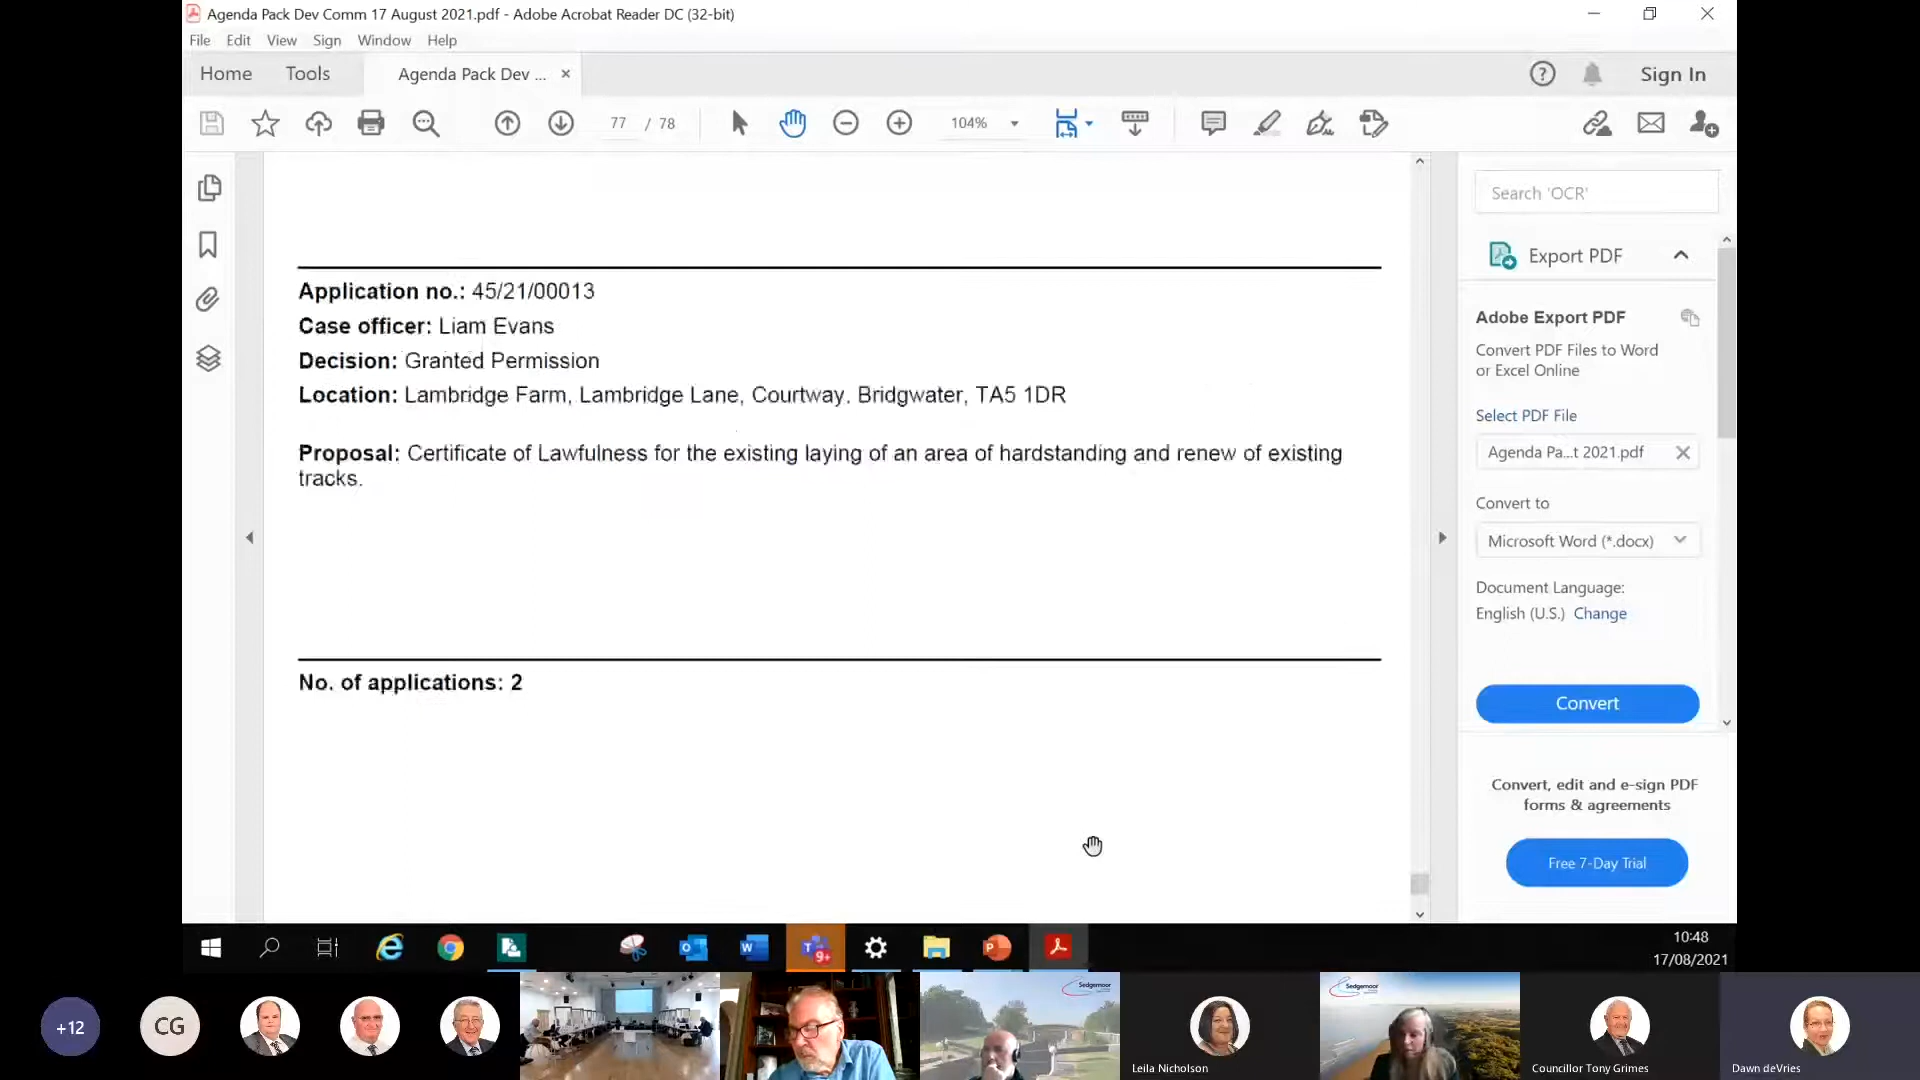 Agenda Pack Dev Comm 17 August 2021.pdf - Adobe Acrobat Reader DC (32-bit)
File Edit View Sign Window Help
Home Tools Agenda Pack Dev ... × Sign In
77 / 78 104%
Search 'OCR'
Export PDF
Adobe Export PDF
Convert PDF Files to Word
or Excel Online
Select PDF File
Agenda Pa...t 2021.pdf
Convert to
Microsoft Word (*.docx)
Document Language:
English (U.S.) Change
Convert
Convert, edit and e-sign PDF
forms & agreements
Free 7-Day Trial
Application no.: 45/21/00013
Case officer: Liam Evans
Decision: Granted Permission
Location: Lambridge Farm, Lambridge Lane, Courtway, Bridgwater, TA5 1DR
Proposal: Certificate of Lawfulness for the existing laying of an area of hardstanding and renew of existing
tracks.
No. of applications: 2
9+
10:48
17/08/2021
+12
CG
Sedgemoor
Leila Nicholson
Sedgemoor
Councillor Tony Grimes
Dawn deVries